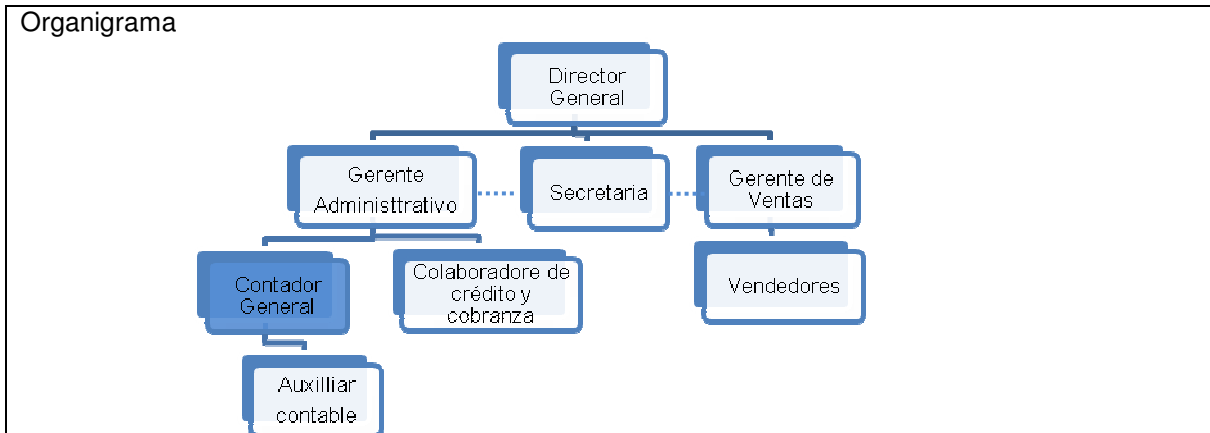 Organigrama
Director
General
Gerente
Administtrativo
Secretaria
Gerente de
Ventas
Contador
General
Colaboradore de
crédito y
cobranza
Vendedores
Auxilliar
contable